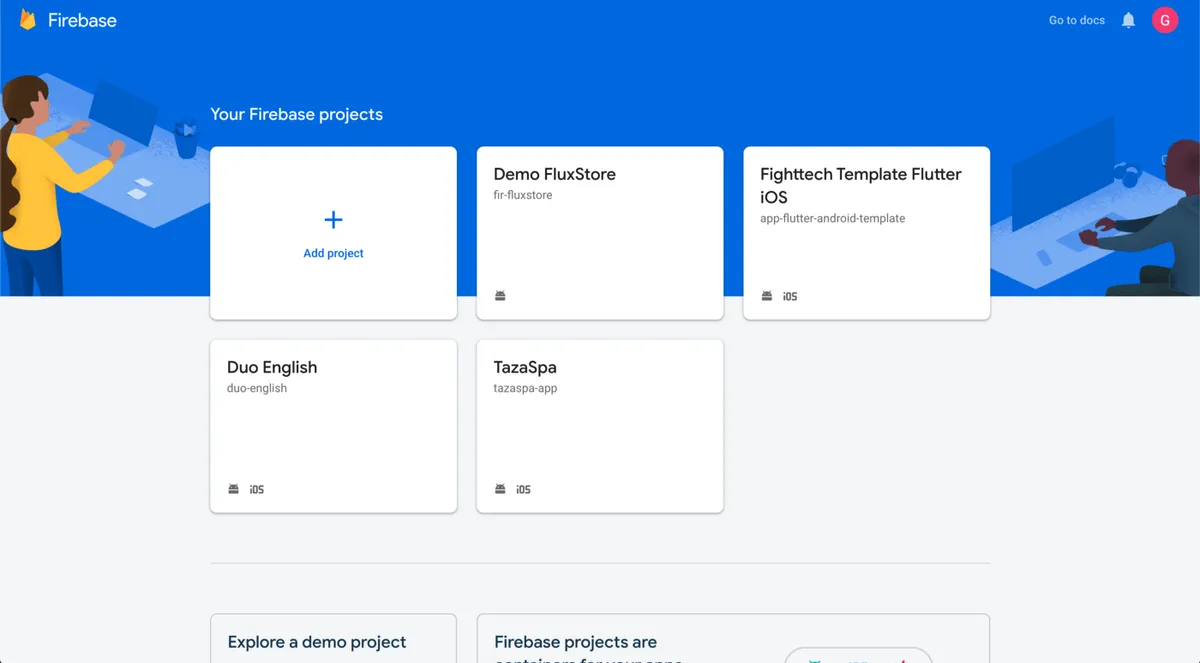 Firebase
Go to docs
G
Your Firebase projects
Add project
Demo FluxStore
fir-fluxstore
Fighttech Template Flutter
iOS
app-flutter-android-template
iOS
Duo English
duo-english
iOS
TazaSpa
tazaspa-app
iOS
Explore a demo project
Firebase projects are
containers for your apps